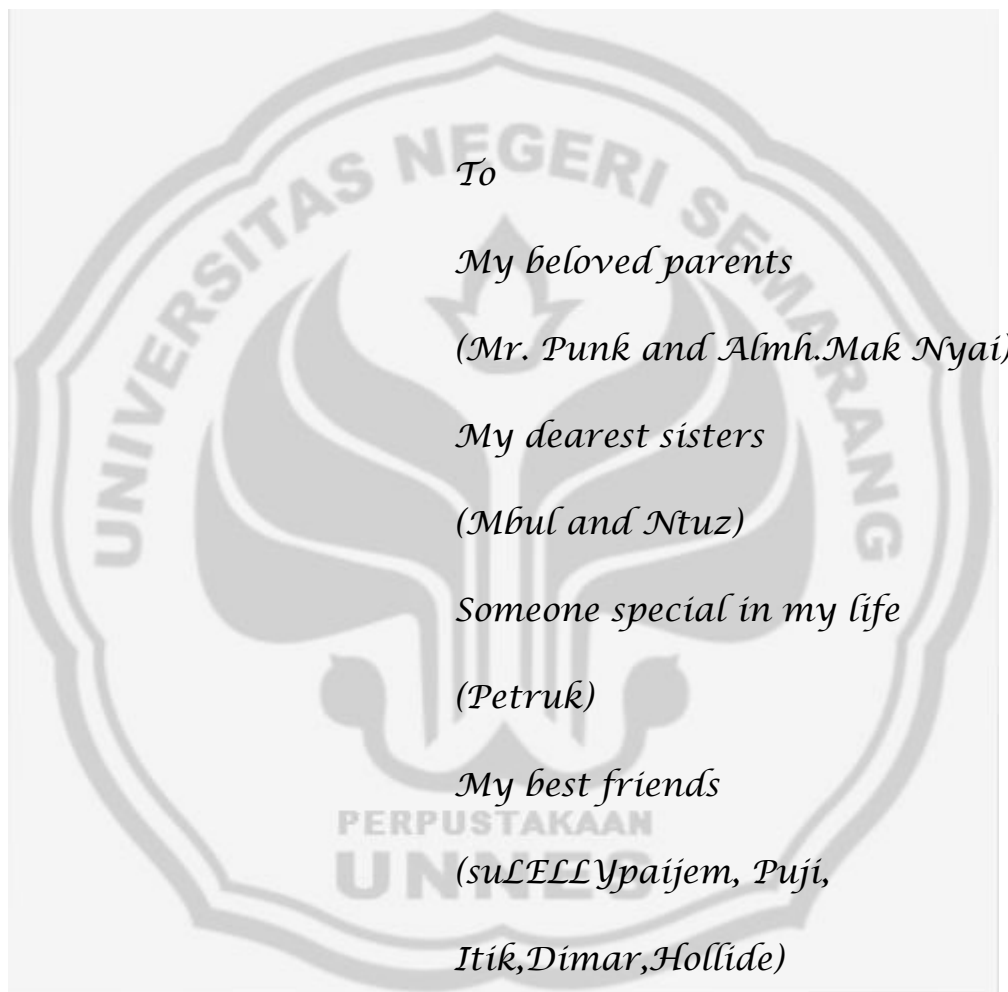 UNIVERSITAS NEGERI SEMARANG
To
My beloved parents
(Mr. Punk and Almh.Mak Nyai)
My dearest sisters
(Mbul and Ntuz)
Someone special in my life
(Petruk)
My best friends
PERPUSTAKAAN
UNNES
(suLELLYpaijem, Puji,
Itik,Dimar,Hollide)